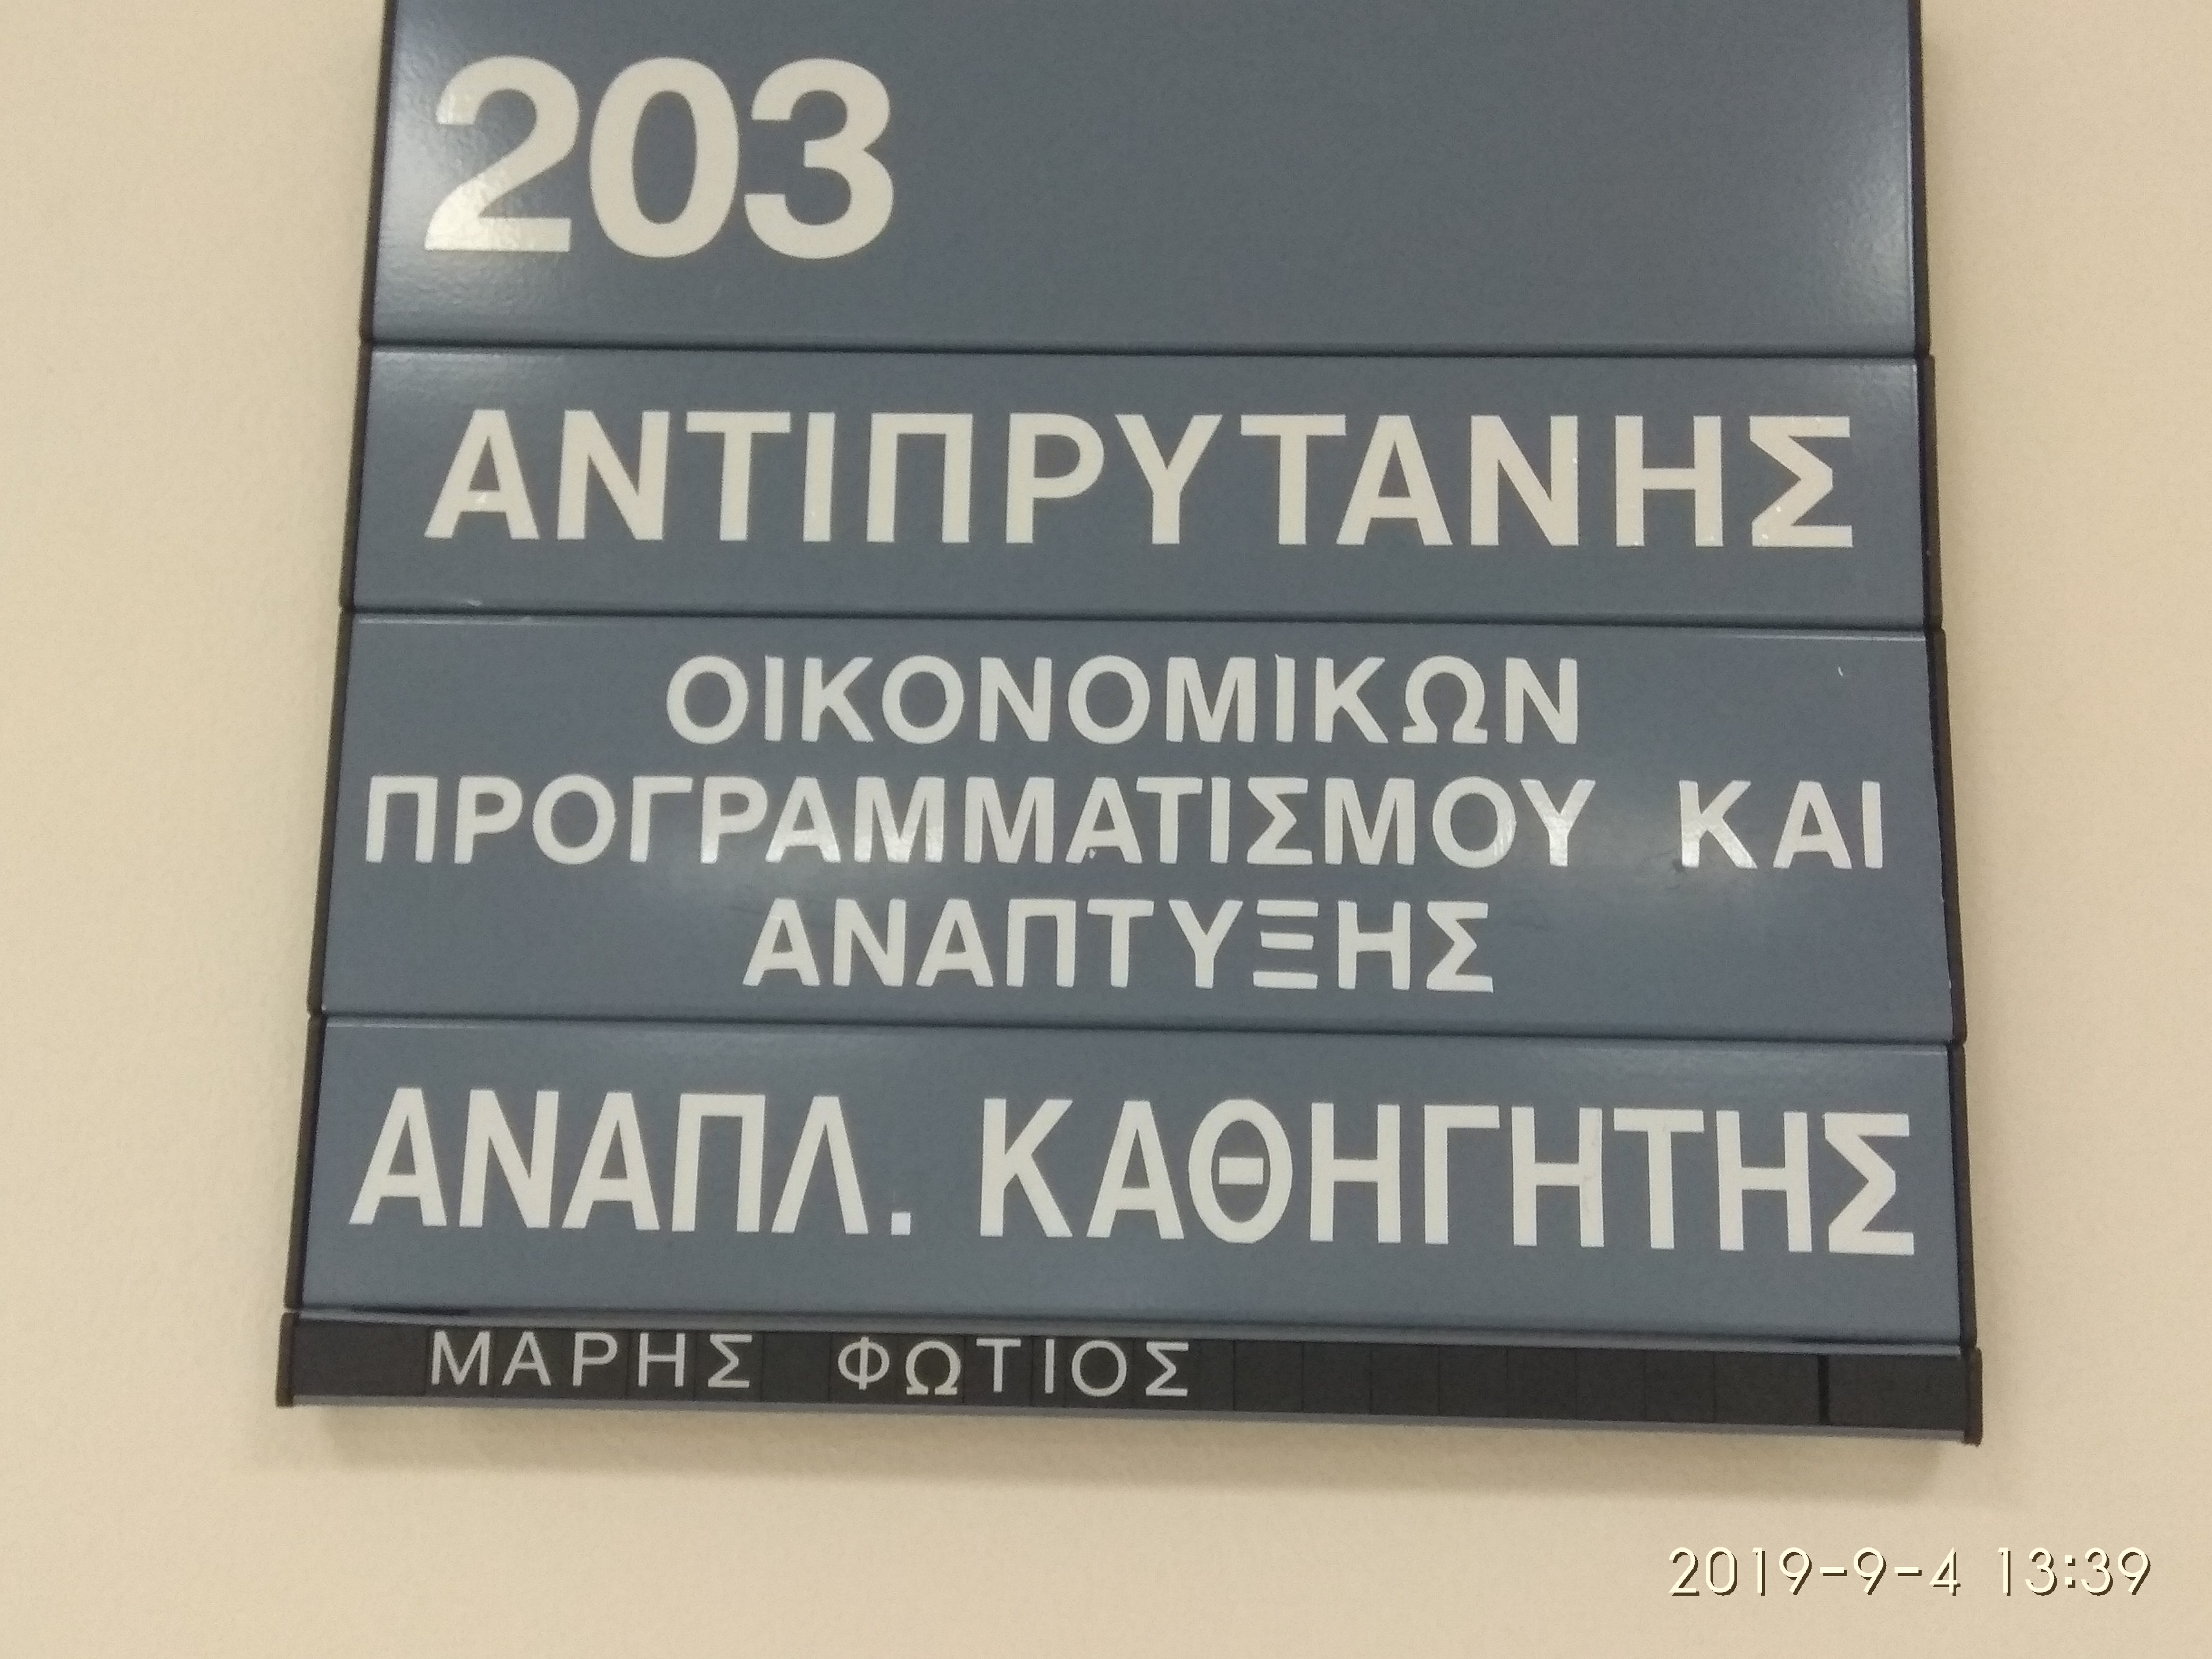 203
ΑΝΤΙΠΡΥΤΑΝΗΣ
ΟΙΚΟΝΟΜΙΚΩΝ
ΠΡΟΓΡΑΜΜΑΤΙΣΜΟΥ ΚΑΙ
ΑΝΑΠΤΥΞΗΣ
ΑΝΑΠΛ. ΚΑΘΗΓΗΤΗΣ
ΜΑΡΗΣ ΦΩΤΙΟΣ
2019-9-4 13:39